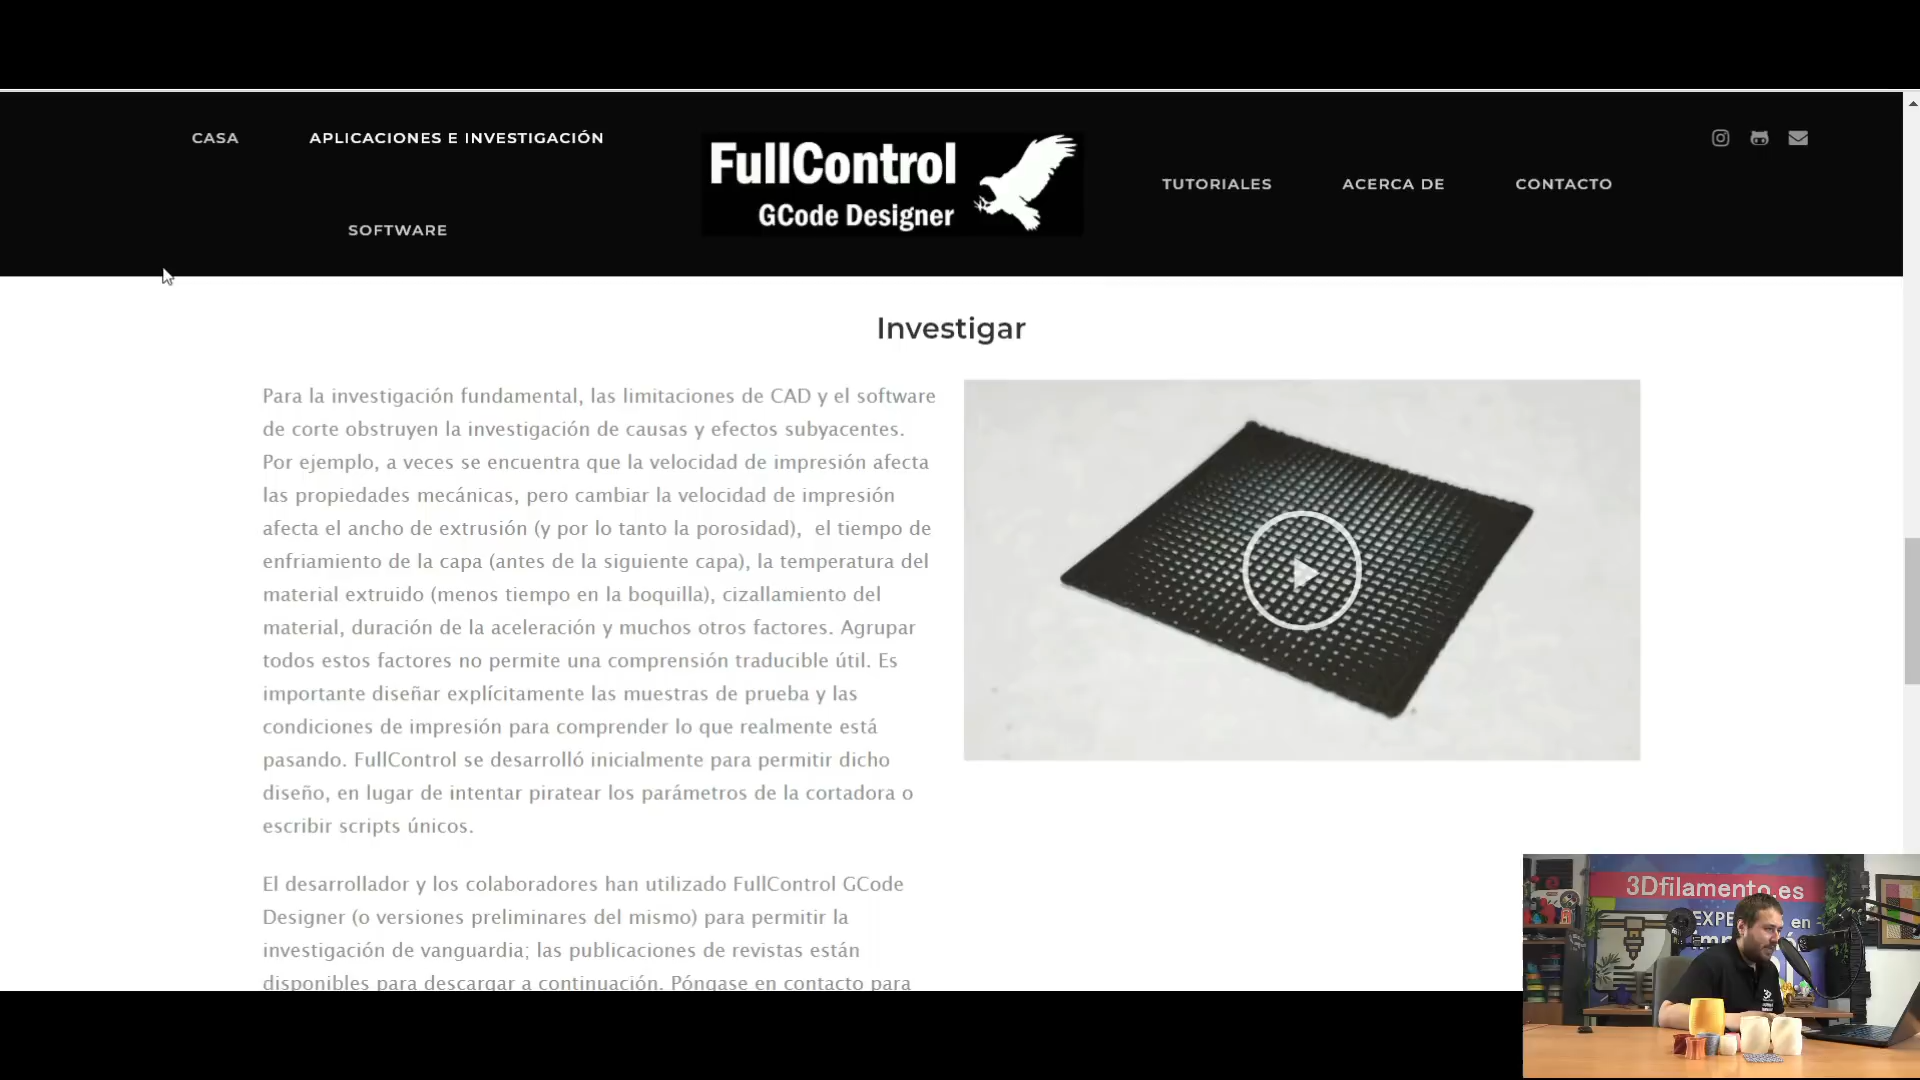 CASA
APLICACIONES E INVESTIGACIÓN
SOFTWARE
FullControl
GCode Designer
TUTORIALES
ACERCA DE
CONTACTO
Investigar
Para la investigación fundamental, las limitaciones de CAD y el software
de corte obstruyen la investigación de causas y efectos subyacentes.
Por ejemplo, a veces se encuentra que la velocidad de impresión afecta
las propiedades mecánicas, pero cambiar la velocidad de impresión
afecta el ancho de extrusión (y por lo tanto la porosidad),  el tiempo de
enfriamiento de la capa (antes de la siguiente capa), la temperatura del
material extruido (menos tiempo en la boquilla), cizallamiento del
material, duración de la aceleración y muchos otros factores. Agrupar
todos estos factores no permite una comprensión traducible útil. Es
importante diseñar explícitamente las muestras de prueba y las
condiciones de impresión para comprender lo que realmente está
pasando. FullControl se desarrolló inicialmente para permitir dicho
diseño, en lugar de intentar piratear los parámetros de la cortadora o
escribir scripts únicos.
El desarrollador y los colaboradores han utilizado FullControl GCode
Designer (o versiones preliminares del mismo) para permitir la
investigación de vanguardia; las publicaciones de revistas están
disponibles para descargar a continuación. Póngase en contacto para
3Dfilamento.es
en